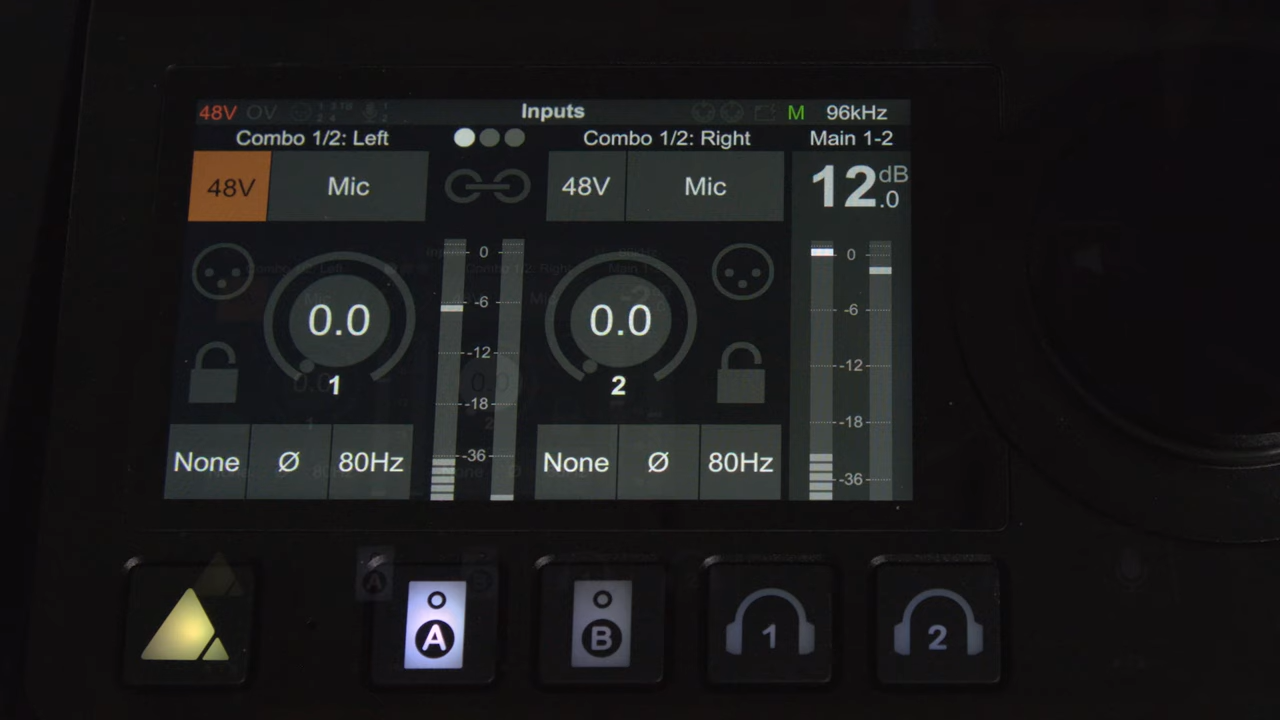 48V OV Inputs M 96kHz
Combo 1/2: Left Combo 1/2: Right Main 1-2
48V Mic 48V Mic 12.0 dB
0 0
-6 -6
0.0 0.0
-12 -12
1 2
-18 -18
-36 -36
None Ø 80Hz None Ø 80Hz
A B 1 2